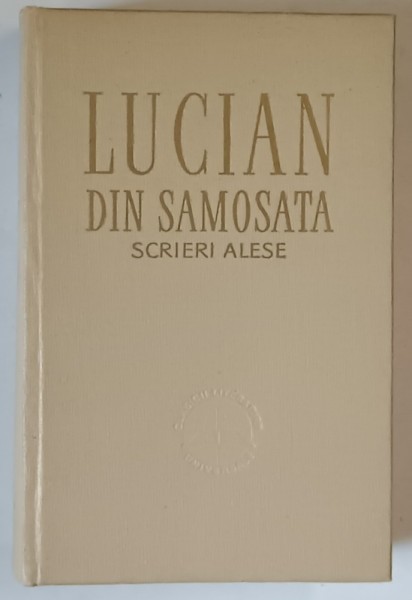 LUCIAN
DIN SAMOSATA
SCRIERI ALESE